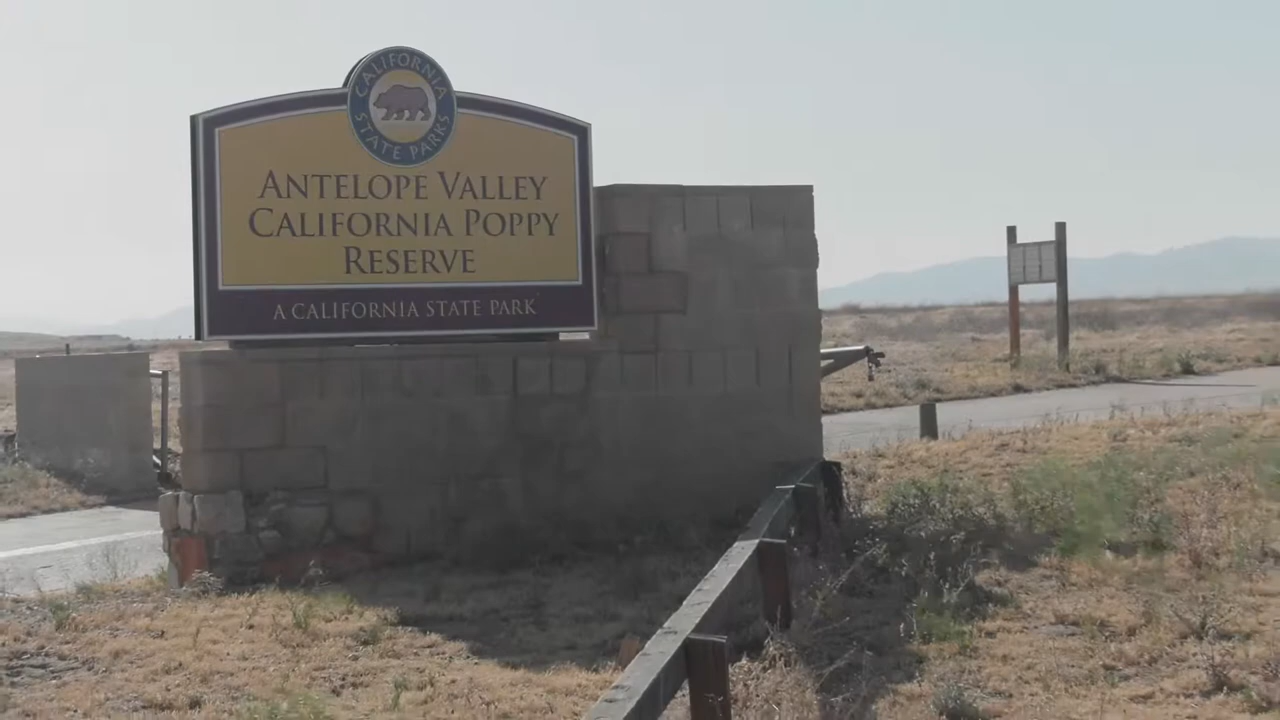 CALIFORNIA
STATE PARKS
ANTELOPE VALLEY
CALIFORNIA POPPY
RESERVE
A CALIFORNIA STATE PARK